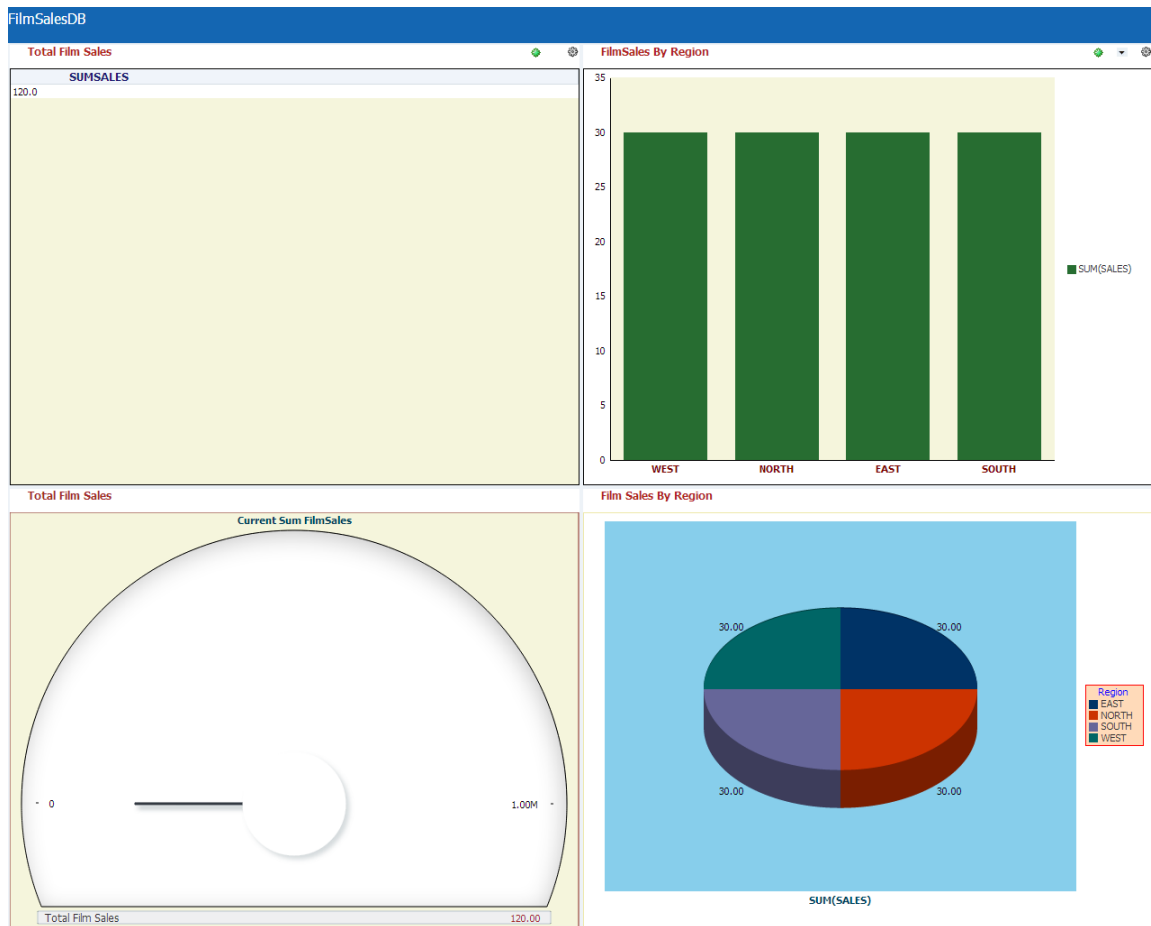 FilmSalesDB
Total Film Sales
SUMSALES
120.0
FilmSales By Region
35
30
25
20
15
10
5
0
WEST NORTH EAST SOUTH
SUM(SALES)
Total Film Sales
Current Sum FilmSales
- 0
1.00M -
Total Film Sales 120.00
Film Sales By Region
30.00 30.00
30.00 30.00
SUM(SALES)
Region
EAST
NORTH
SOUTH
WEST